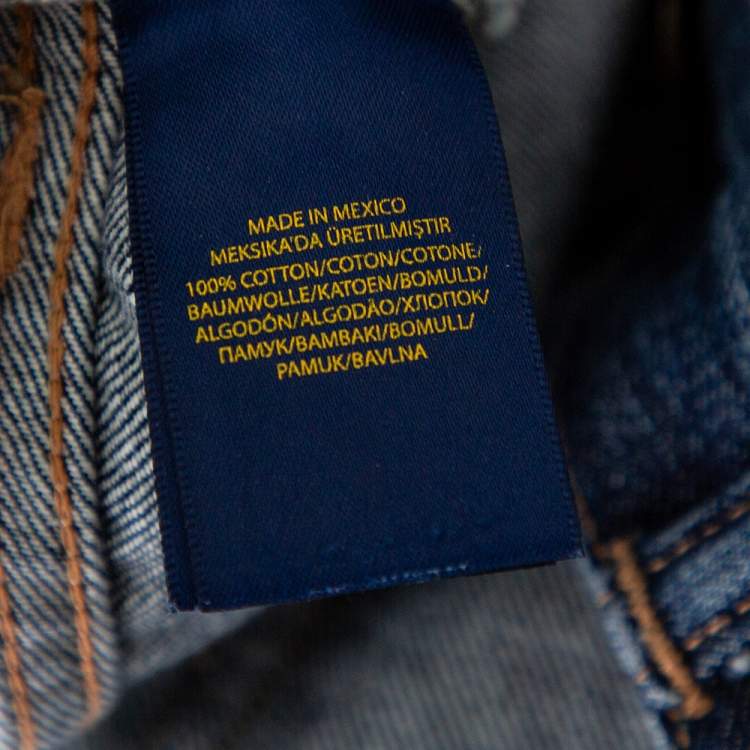 MADE IN MEXICO
MEKSIKA'DA ÜRETILMIŞTIR
100% COTTON/COTON/COTONE/
BAUMWOLLE/KATOEN/BOMULD/
ALGODÓN/ALGODÃO/ХЛОПОК/
ПАМУК/BAMBAKI/BOMULL/
PAMUK/BAVLNA